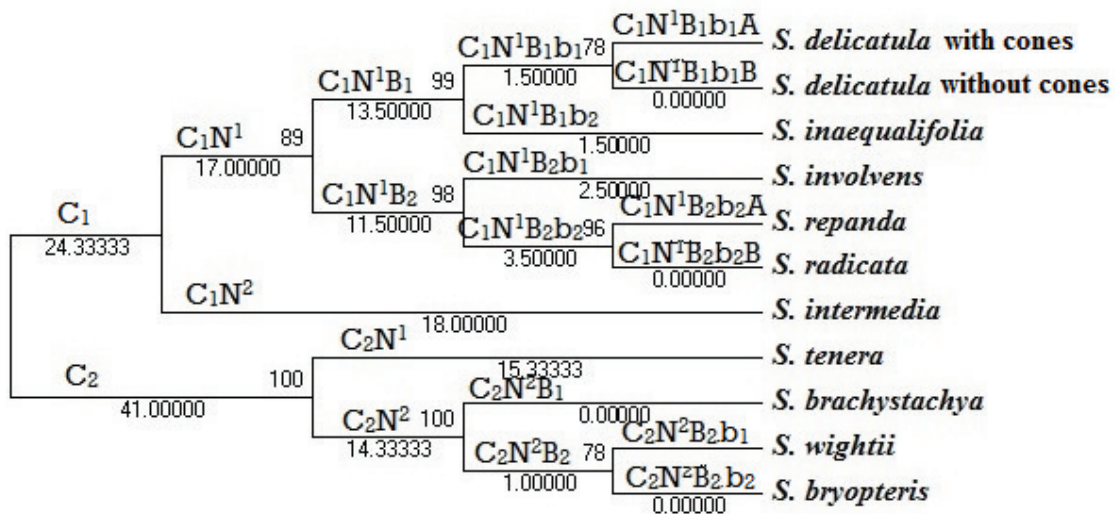 C₁N¹B₁b₁A
C₁N¹B₁b₁ 78
S. delicatula with cones
C₁N¹B₁b₁B
1.50000
C₁N¹B₁ 99
S. delicatula without cones
0.00000
13.50000
C₁N¹B₁b₂
S. inaequalifolia
C₁N¹ 89
1.50000
17.00000
C₁N¹B₂b₁
S. involvens
2.50000
C₁N¹B₂ 98
C₁N¹B₂b₂A
C₁
11.50000
S. repanda
C₁N¹B₂b₂ 96
24.33333
C₁N¹B₂b₂B
3.50000
S. radicata
0.00000
C₁N²
S. intermedia
18.00000
C₂N¹
S. tenera
15.33333
C₂ 100
C₂N²B₁
41.00000
S. brachystachya
C₂N² 100
0.00000
14.33333
C₂N²B₂b₁
S. wightii
C₂N²B₂ 78
C₂N²B₂b₂
1.00000
S. bryopteris
0.00000